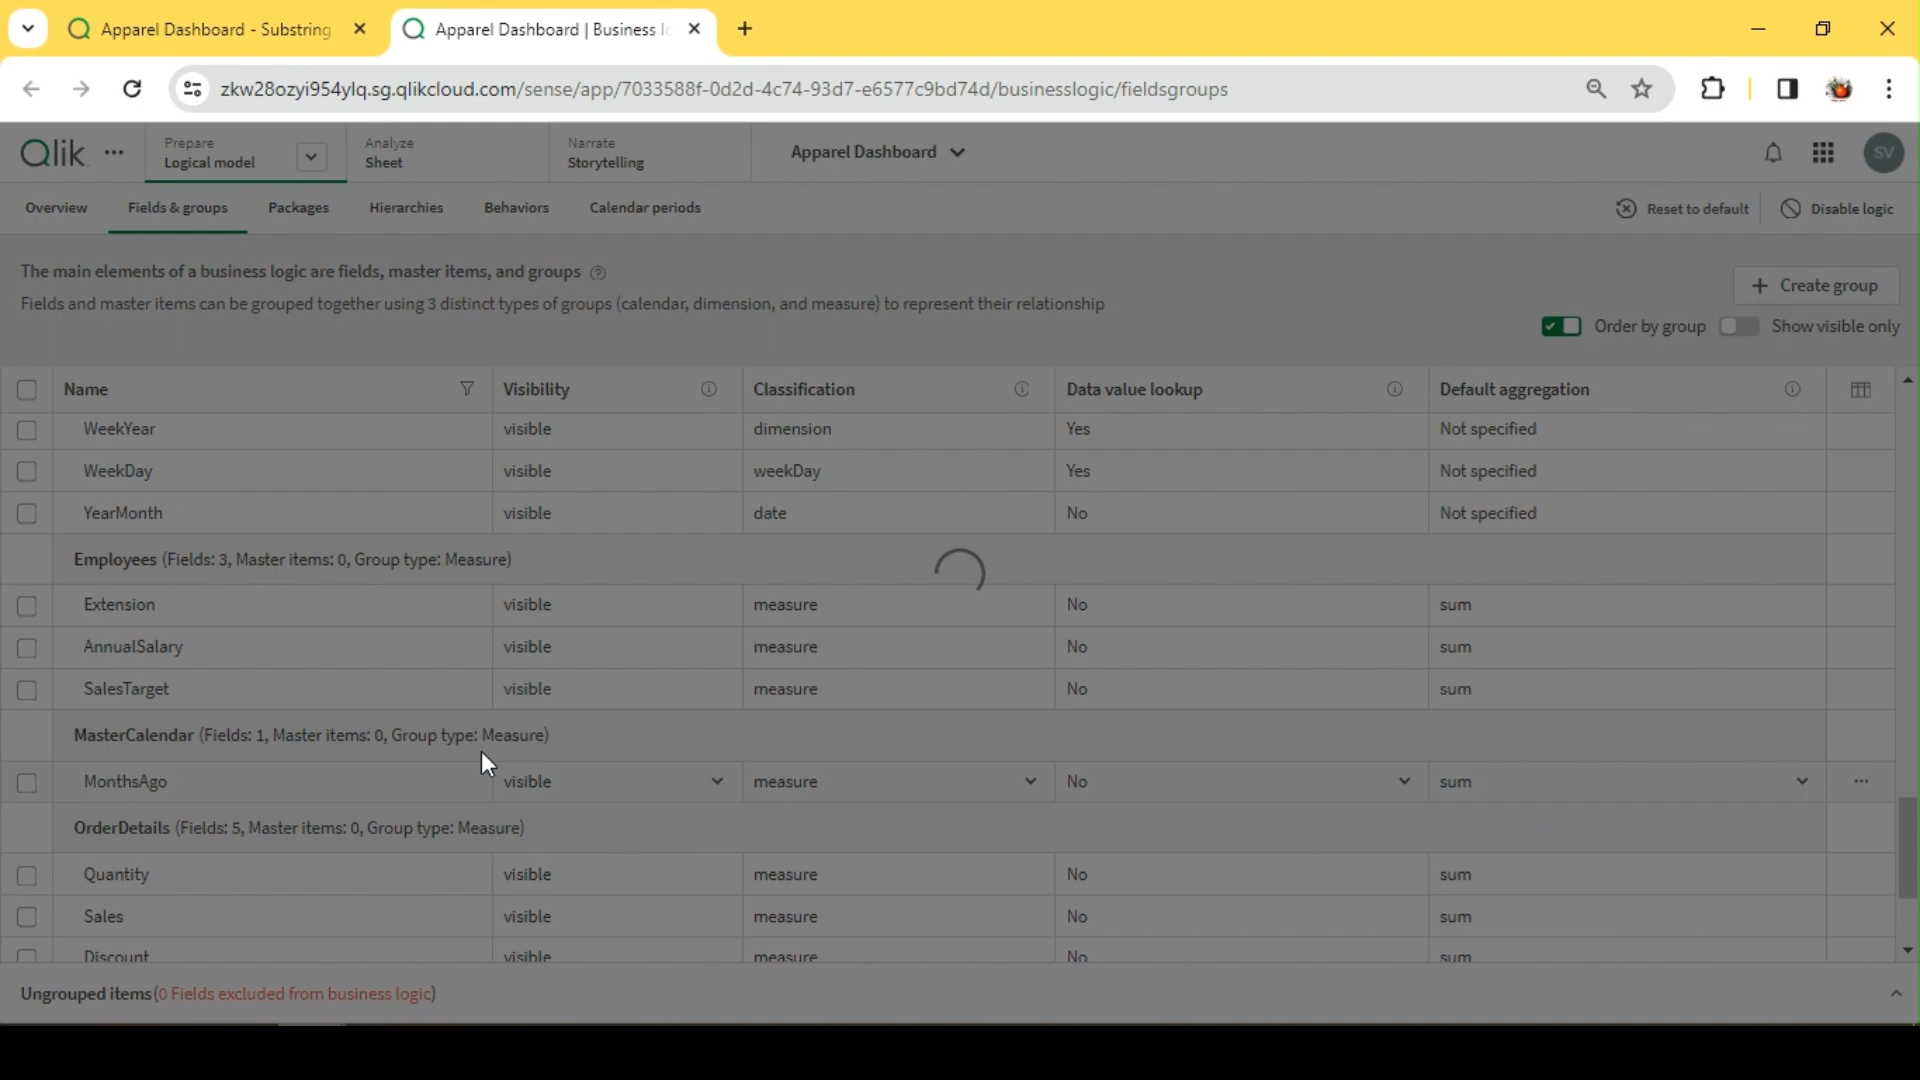 Apparel Dashboard - Substring
Apparel Dashboard | Business lo
zkw28ozyi954ylq.sg.qlikcloud.com/sense/app/7033588f-0d2d-4c74-93d7-e6577c9bd74d/businesslogic/fieldsgroups
Qlik
Prepare
Logical model
Analyze
Sheet
Narrate
Storytelling
Apparel Dashboard
SV
Overview Fields & groups Packages Hierarchies Behaviors Calendar periods Reset to default Disable logic
The main elements of a business logic are fields, master items, and groups
Fields and master items can be grouped together using 3 distinct types of groups (calendar, dimension, and measure) to represent their relationship
Create group
Order by group Show visible only
Name Visibility Classification Data value lookup Default aggregation
WeekYear visible dimension Yes Not specified
WeekDay visible weekDay Yes Not specified
YearMonth visible date No Not specified
Employees (Fields: 3, Master items: 0, Group type: Measure)
Extension visible measure No sum
AnnualSalary visible measure No sum
SalesTarget visible measure No sum
MasterCalendar (Fields: 1, Master items: 0, Group type: Measure)
MonthsAgo visible measure No sum
OrderDetails (Fields: 5, Master items: 0, Group type: Measure)
Quantity visible measure No sum
Sales visible measure No sum
Discount visible measure No sum
Ungrouped items(0 Fields excluded from business logic)